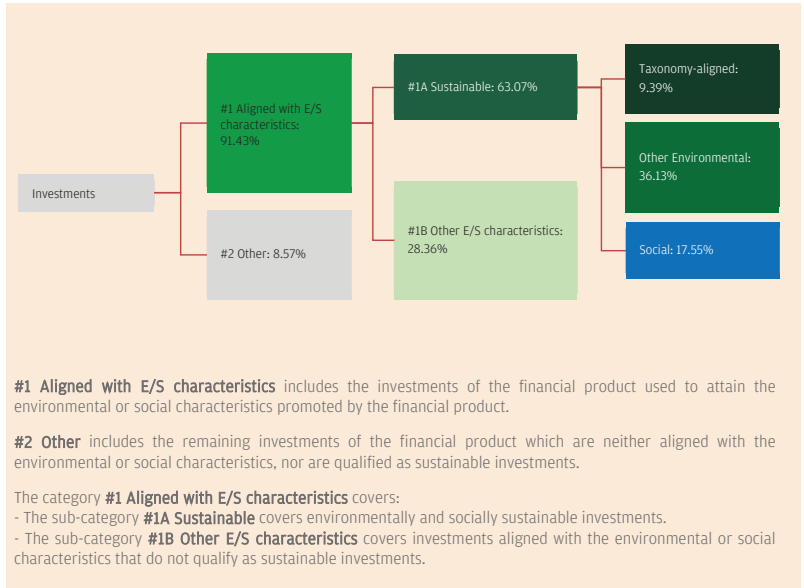 Investments
#1 Aligned with E/S
characteristics:
91.43%
#2 Other: 8.57%
#1A Sustainable: 63.07%
#1B Other E/S characteristics:
28.36%
Taxonomy-aligned:
9.39%
Other Environmental:
36.13%
Social: 17.55%
#1 Aligned with E/S characteristics includes the investments of the financial product used to attain the
environmental or social characteristics promoted by the financial product.
#2 Other includes the remaining investments of the financial product which are neither aligned with the
environmental or social characteristics, nor are qualified as sustainable investments.
The category #1 Aligned with E/S characteristics covers:
- The sub-category #1A Sustainable covers environmentally and socially sustainable investments.
- The sub-category #1B Other E/S characteristics covers investments aligned with the environmental or social
characteristics that do not qualify as sustainable investments.